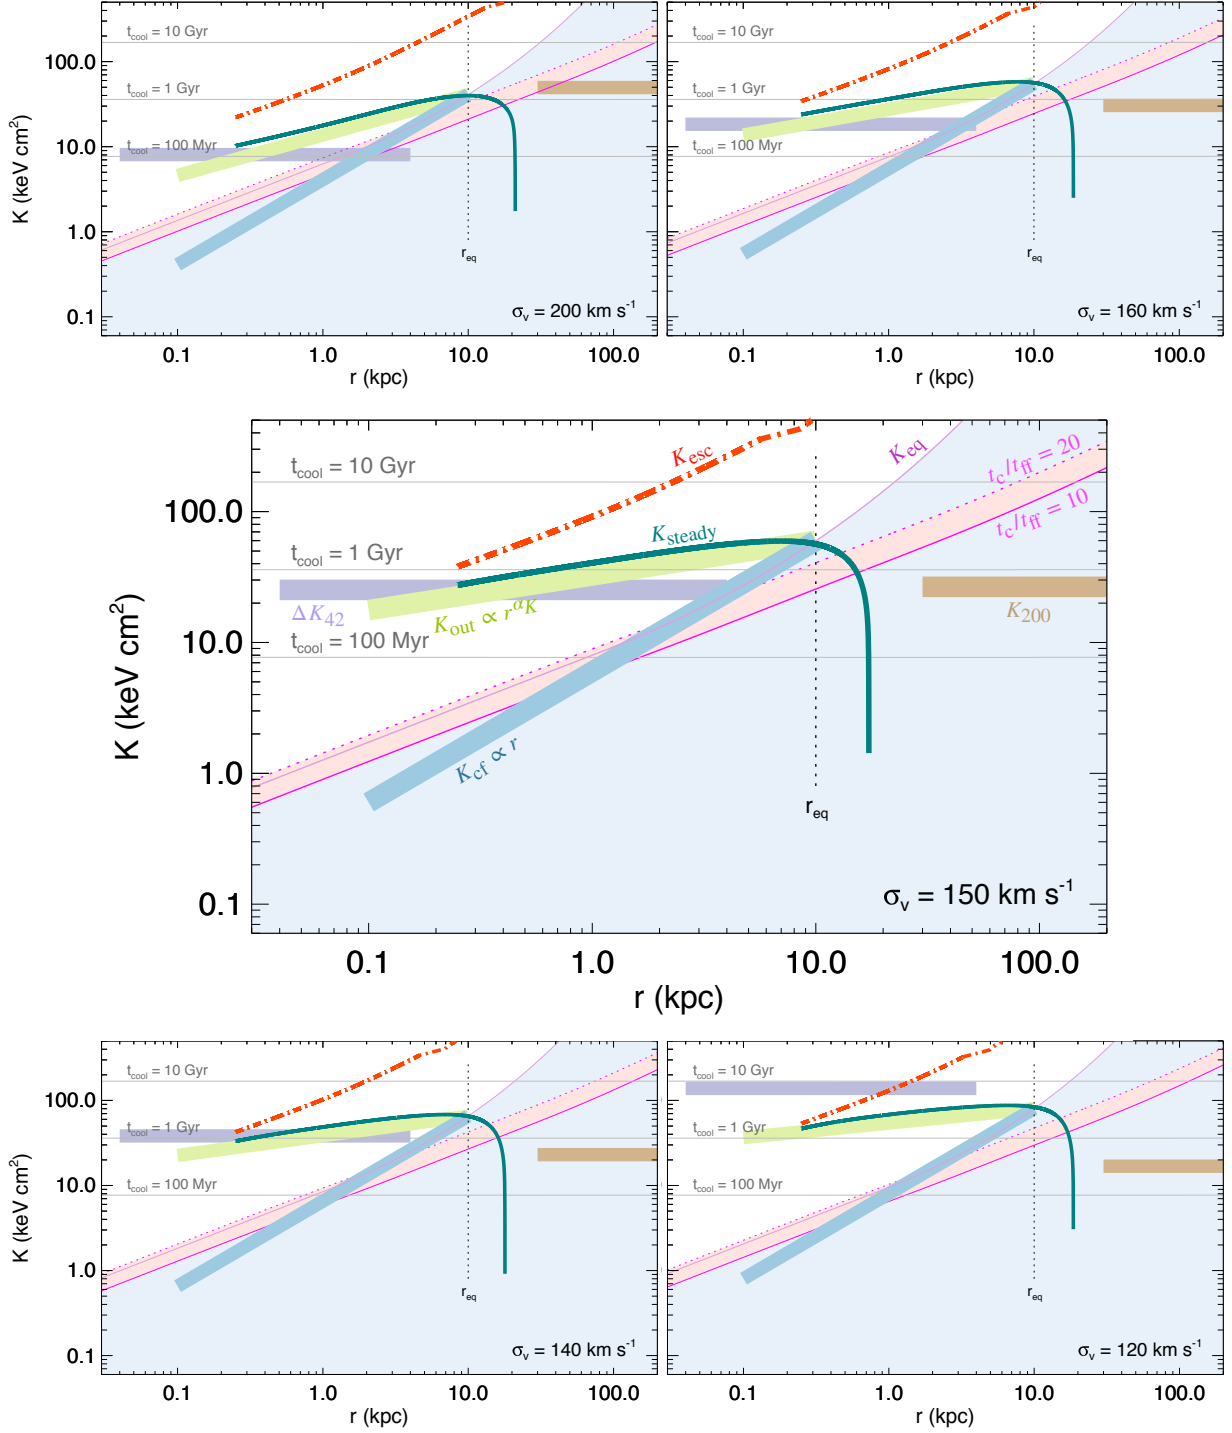 t_cool = 10 Gyr
t_cool = 1 Gyr
t_cool = 100 Myr
100.0
10.0
1.0
0.1
K (keV cm²)
r_eq
σ_v = 200 km s⁻¹
0.1 1.0 10.0 100.0
r (kpc)
t_cool = 10 Gyr
t_cool = 1 Gyr
t_cool = 100 Myr
r_eq
σ_v = 160 km s⁻¹
0.1 1.0 10.0 100.0
r (kpc)
t_cool = 10 Gyr
K_esc
K_eq
t_c/t_ff = 20
t_c/t_ff = 10
100.0
K_steady
t_cool = 1 Gyr
ΔK_42
K_out ∝ r^α_K
K_200
t_cool = 100 Myr
10.0
K (keV cm²)
K_cf ∝ r
1.0
r_eq
0.1
σ_v = 150 km s⁻¹
0.1 1.0 10.0 100.0
r (kpc)
t_cool = 10 Gyr
t_cool = 1 Gyr
t_cool = 100 Myr
100.0
10.0
1.0
0.1
K (keV cm²)
r_eq
σ_v = 140 km s⁻¹
0.1 1.0 10.0 100.0
r (kpc)
t_cool = 10 Gyr
t_cool = 1 Gyr
t_cool = 100 Myr
r_eq
σ_v = 120 km s⁻¹
0.1 1.0 10.0 100.0
r (kpc)